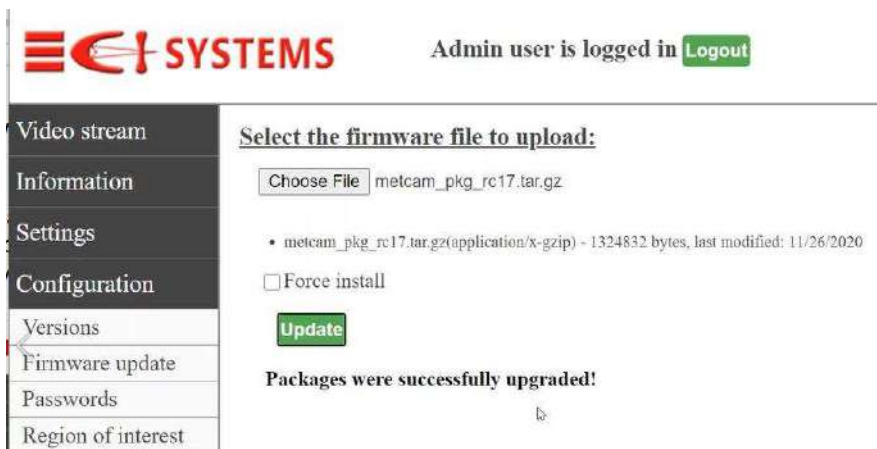 ECI SYSTEMS
Admin user is logged in Logout
Video stream
Information
Settings
Configuration
Versions
Firmware update
Passwords
Region of interest
Select the firmware file to upload:
Choose File metcam_pkg_rc17.tar.gz
• metcam_pkg_rc17.tar.gz(application/x-gzip) - 1324832 bytes, last modified: 11/26/2020
Force install
Update
Packages were successfully upgraded!